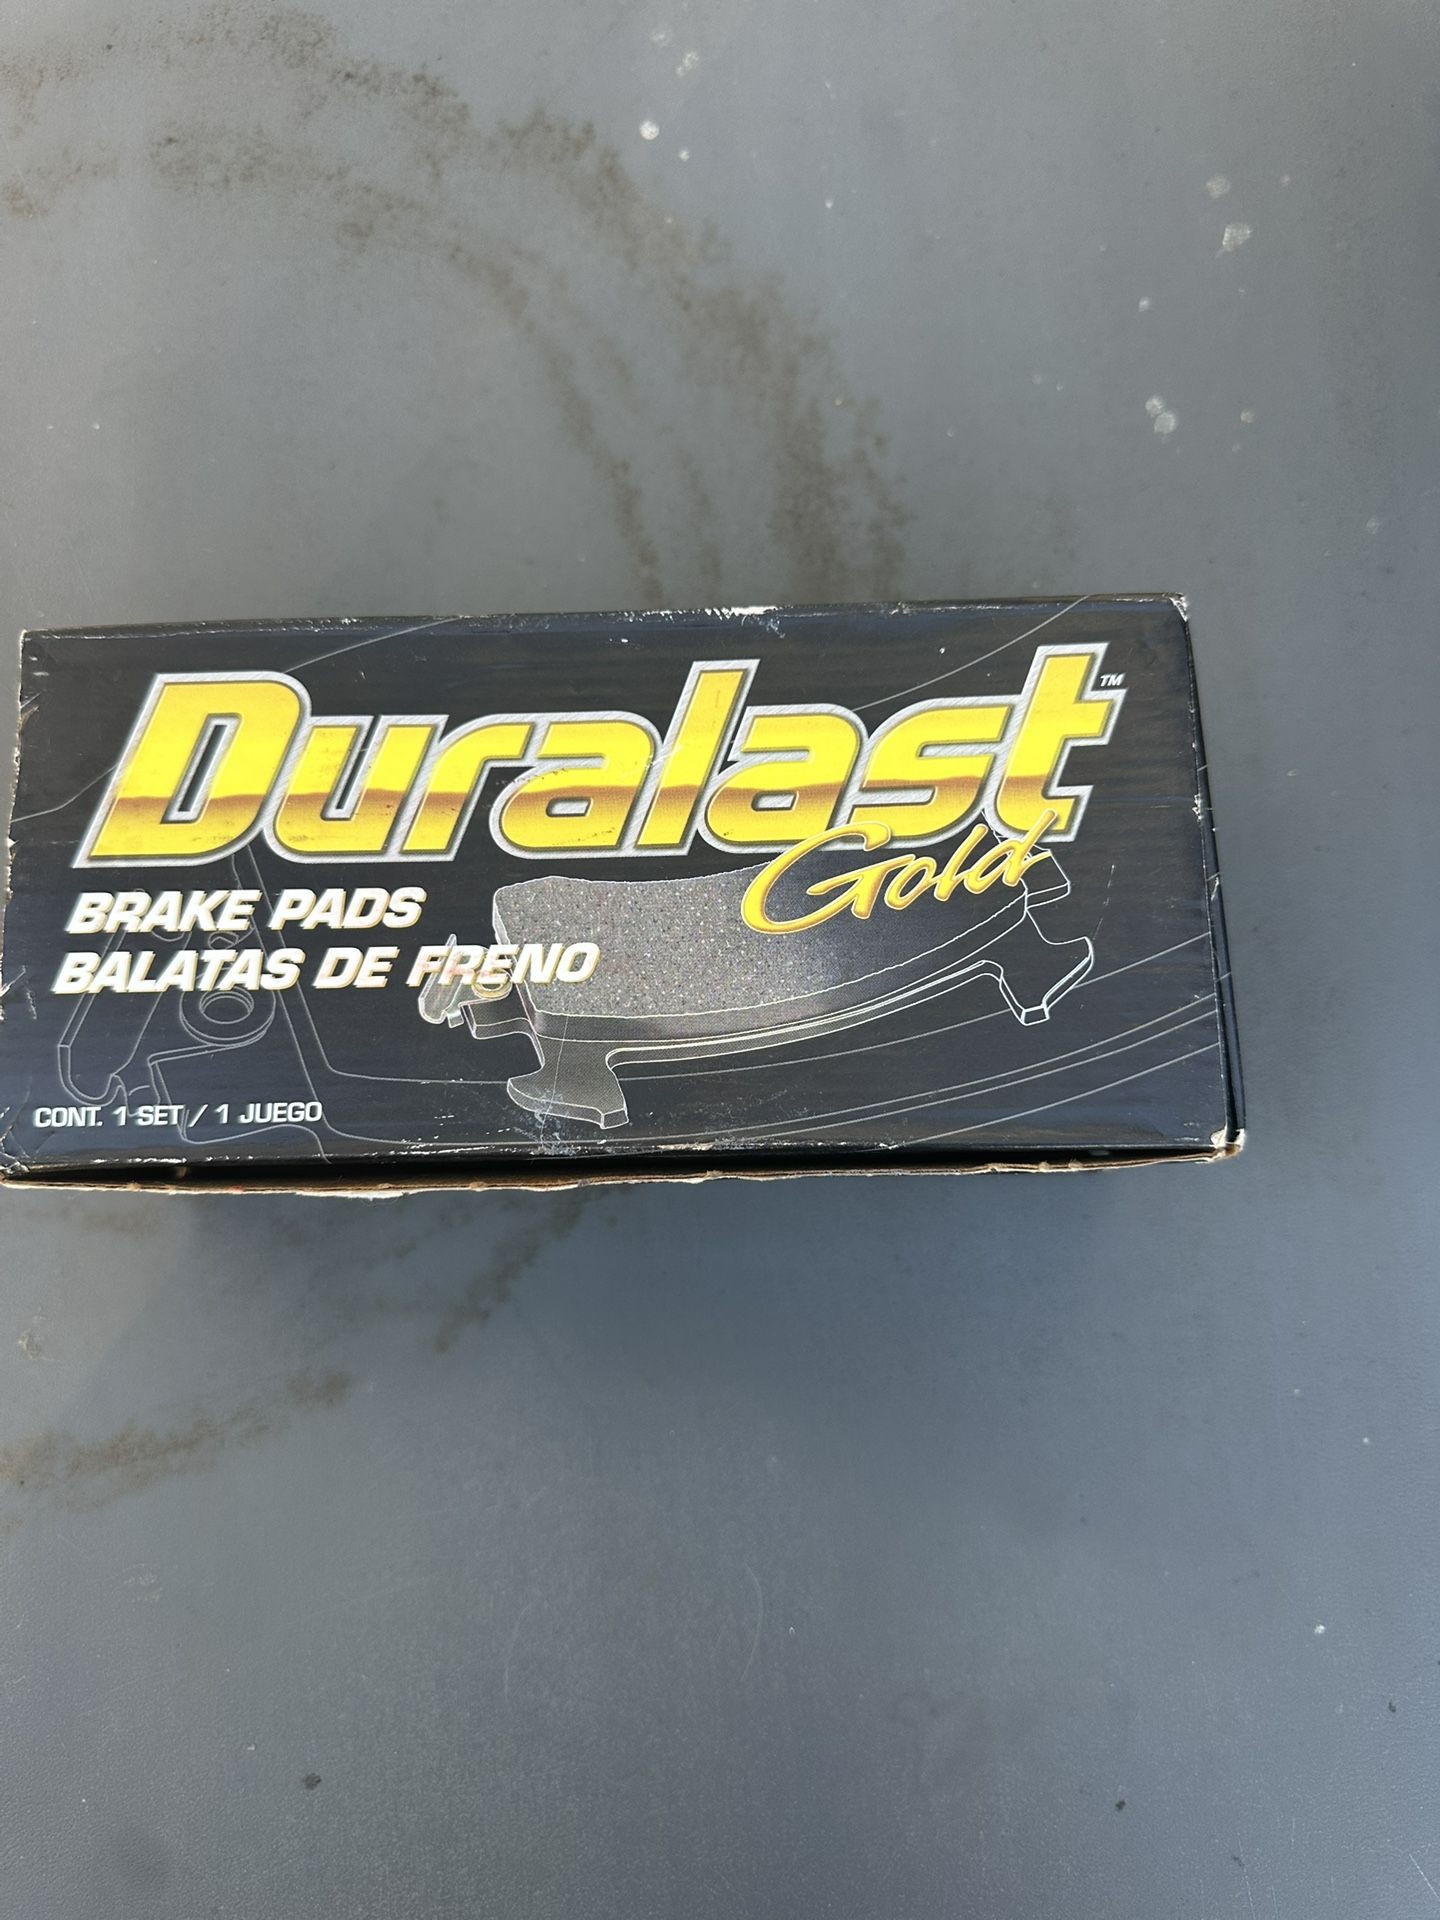 Duralast™
Gold
BRAKE PADS
BALATAS DE FRENO
CONT. 1 SET / 1 JUEGO